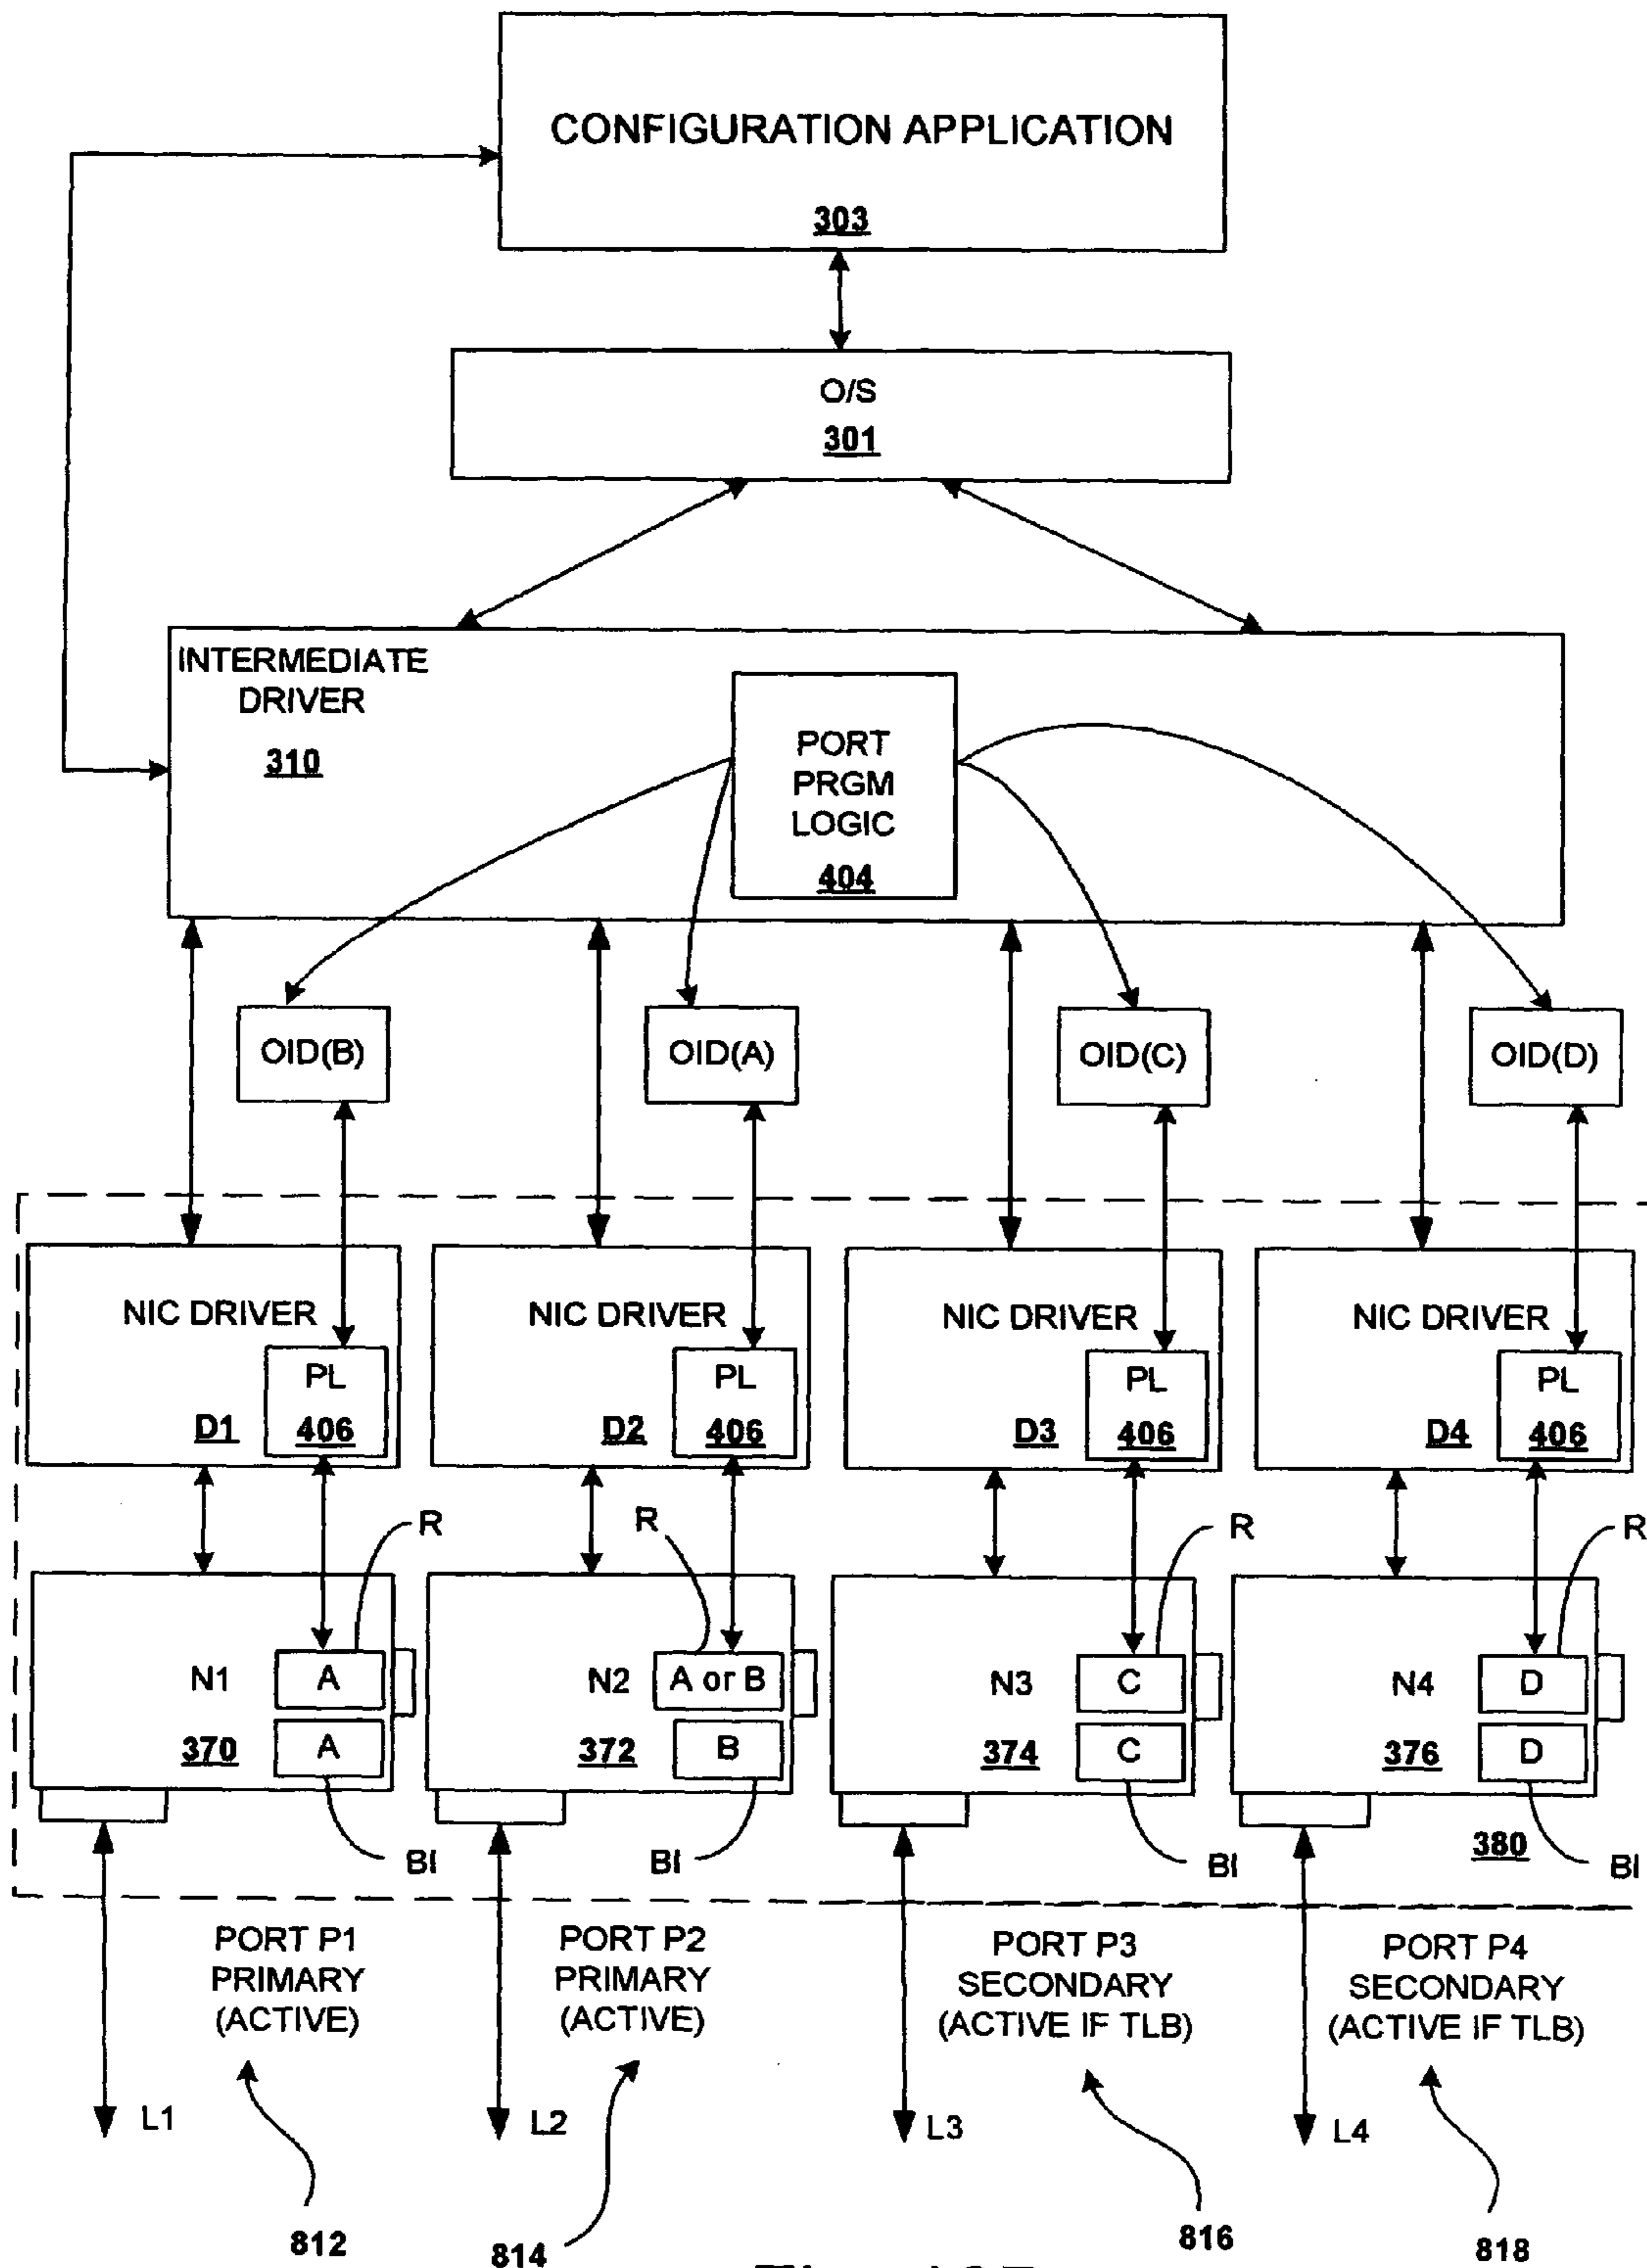 CONFIGURATION APPLICATION
303
O/S
301
INTERMEDIATE
DRIVER
310
PORT
PRGM
LOGIC
404
OID(B)
OID(A)
OID(C)
OID(D)
NIC DRIVER
PL
D1
406
NIC DRIVER
PL
D2
406
NIC DRIVER
PL
D3
406
NIC DRIVER
PL
D4
406
R
R
R
R
N1
A
370
A
N2
A or B
372
B
N3
C
374
C
N4
D
376
D
380
BI
BI
BI
BI
PORT P1
PRIMARY
(ACTIVE)
PORT P2
PRIMARY
(ACTIVE)
PORT P3
SECONDARY
(ACTIVE IF TLB)
PORT P4
SECONDARY
(ACTIVE IF TLB)
L1
L2
L3
L4
812
814
816
818